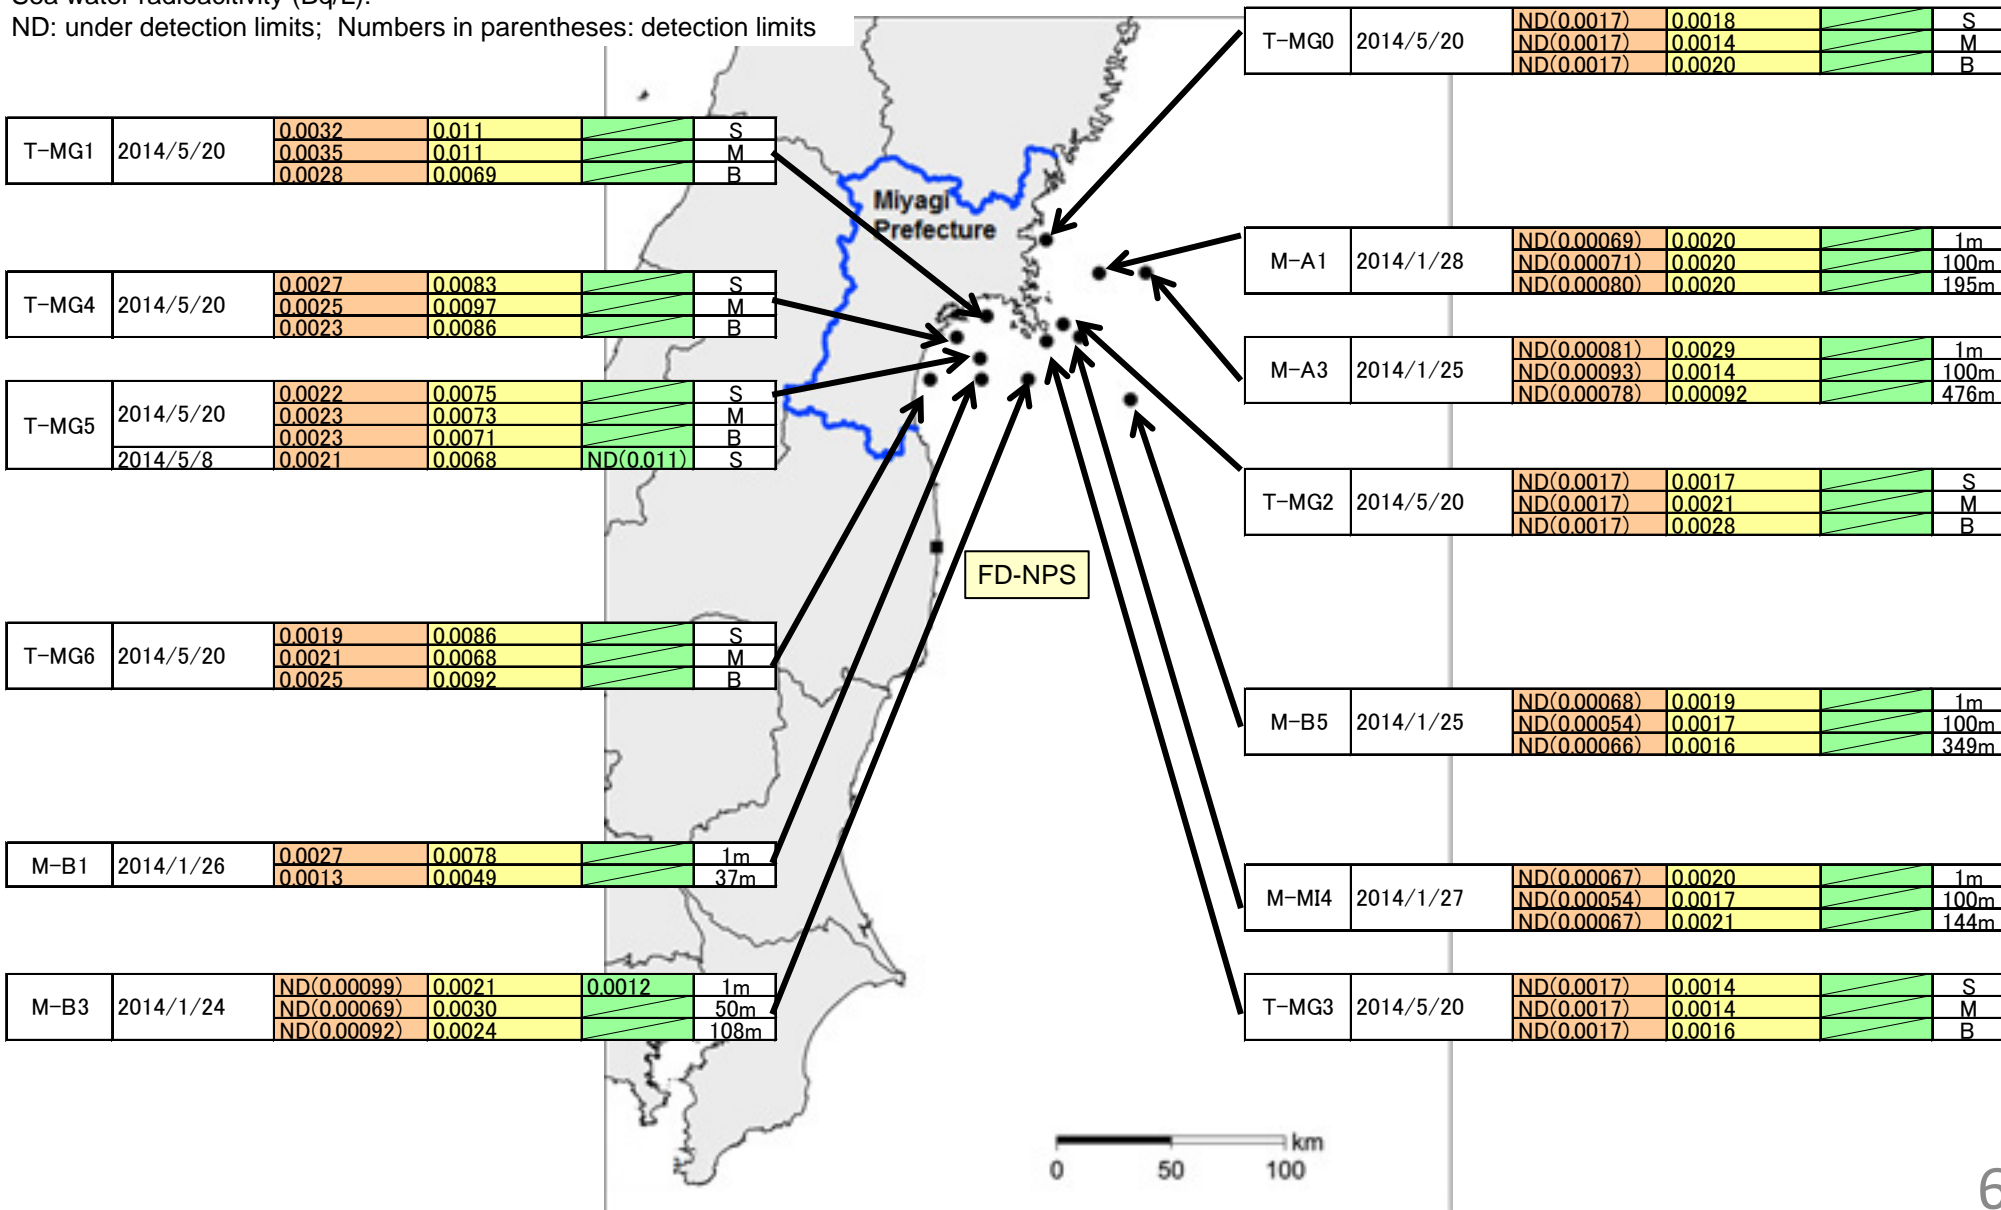 Sea water radioacitivity (Bq/L).
ND: under detection limits; Numbers in parentheses: detection limits
T-MG0 2014/5/20 ND(0.0017) 0.0018 S
ND(0.0017) 0.0014 M
ND(0.0017) 0.0020 B
T-MG1 2014/5/20 0.0032 0.011 S
0.0035 0.011 M
0.0028 0.0069 B
Miyagi
Prefecture
M-A1 2014/1/28 ND(0.00069) 0.0020 1m
ND(0.00071) 0.0020 100m
ND(0.00080) 0.0020 195m
T-MG4 2014/5/20 0.0027 0.0083 S
0.0025 0.0097 M
0.0023 0.0086 B
M-A3 2014/1/25 ND(0.00081) 0.0029 1m
ND(0.00093) 0.0014 100m
ND(0.00078) 0.00092 476m
T-MG5 2014/5/20 0.0022 0.0075 S
0.0023 0.0073 M
0.0023 0.0071 B
2014/5/8 0.0021 0.0068 ND(0.011) S
T-MG2 2014/5/20 ND(0.0017) 0.0017 S
ND(0.0017) 0.0021 M
ND(0.0017) 0.0028 B
FD-NPS
T-MG6 2014/5/20 0.0019 0.0086 S
0.0021 0.0068 M
0.0025 0.0092 B
M-B5 2014/1/25 ND(0.00068) 0.0019 1m
ND(0.00054) 0.0017 100m
ND(0.00066) 0.0016 349m
M-B1 2014/1/26 0.0027 0.0078 1m
0.0013 0.0049 37m
M-MI4 2014/1/27 ND(0.00067) 0.0020 1m
ND(0.00054) 0.0017 100m
ND(0.00067) 0.0021 144m
M-B3 2014/1/24 ND(0.00099) 0.0021 0.0012 1m
ND(0.00069) 0.0030 50m
ND(0.00092) 0.0024 108m
T-MG3 2014/5/20 ND(0.0017) 0.0014 S
ND(0.0017) 0.0014 M
ND(0.0017) 0.0016 B
km
0 50 100
6